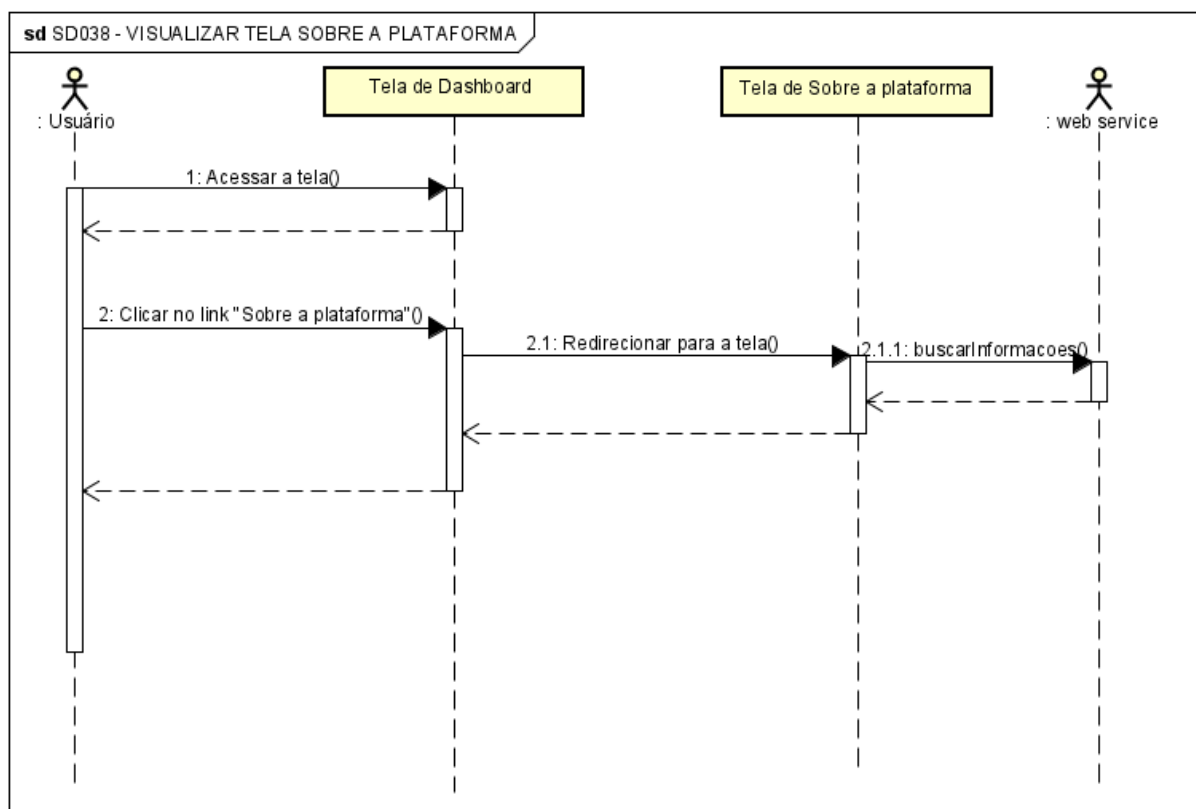 sd SD038 - VISUALIZAR TELA SOBRE A PLATAFORMA
Tela de Dashboard
Tela de Sobre a plataforma
: Usuário
: web service
1: Acessar a tela()
2: Clicar no link "Sobre a plataforma"()
2.1: Redirecionar para a tela()
2.1.1: buscarInformacoes()